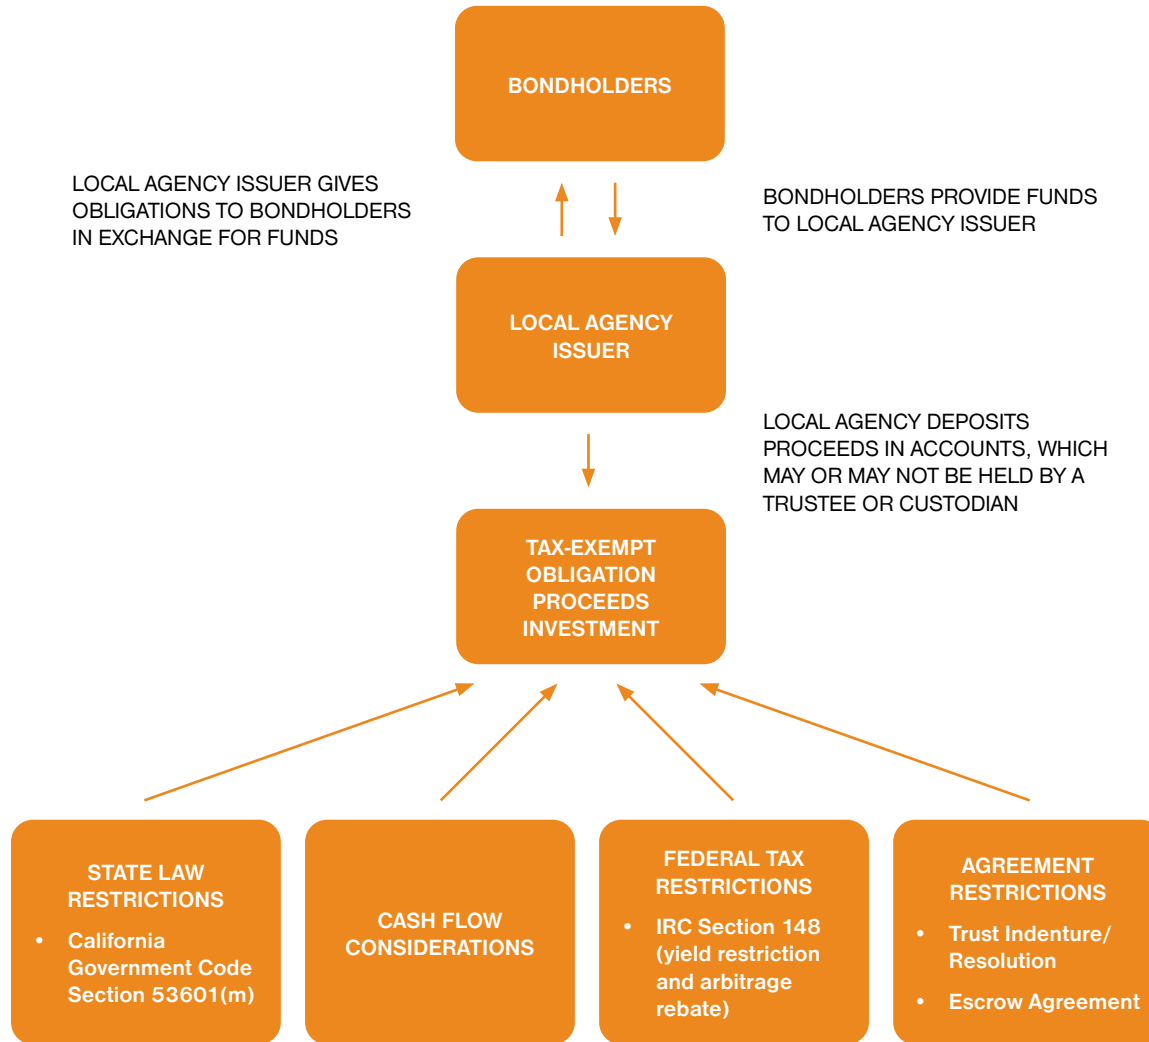 BONDHOLDERS
LOCAL AGENCY ISSUER GIVES
OBLIGATIONS TO BONDHOLDERS
IN EXCHANGE FOR FUNDS
BONDHOLDERS PROVIDE FUNDS
TO LOCAL AGENCY ISSUER
LOCAL AGENCY
ISSUER
LOCAL AGENCY DEPOSITS
PROCEEDS IN ACCOUNTS, WHICH
MAY OR MAY NOT BE HELD BY A
TRUSTEE OR CUSTODIAN
TAX-EXEMPT
OBLIGATION
PROCEEDS
INVESTMENT
STATE LAW
RESTRICTIONS
• California
Government Code
Section 53601(m)
CASH FLOW
CONSIDERATIONS
FEDERAL TAX
RESTRICTIONS
• IRC Section 148
(yield restriction
and arbitrage
rebate)
AGREEMENT
RESTRICTIONS
• Trust Indenture/
Resolution
• Escrow Agreement